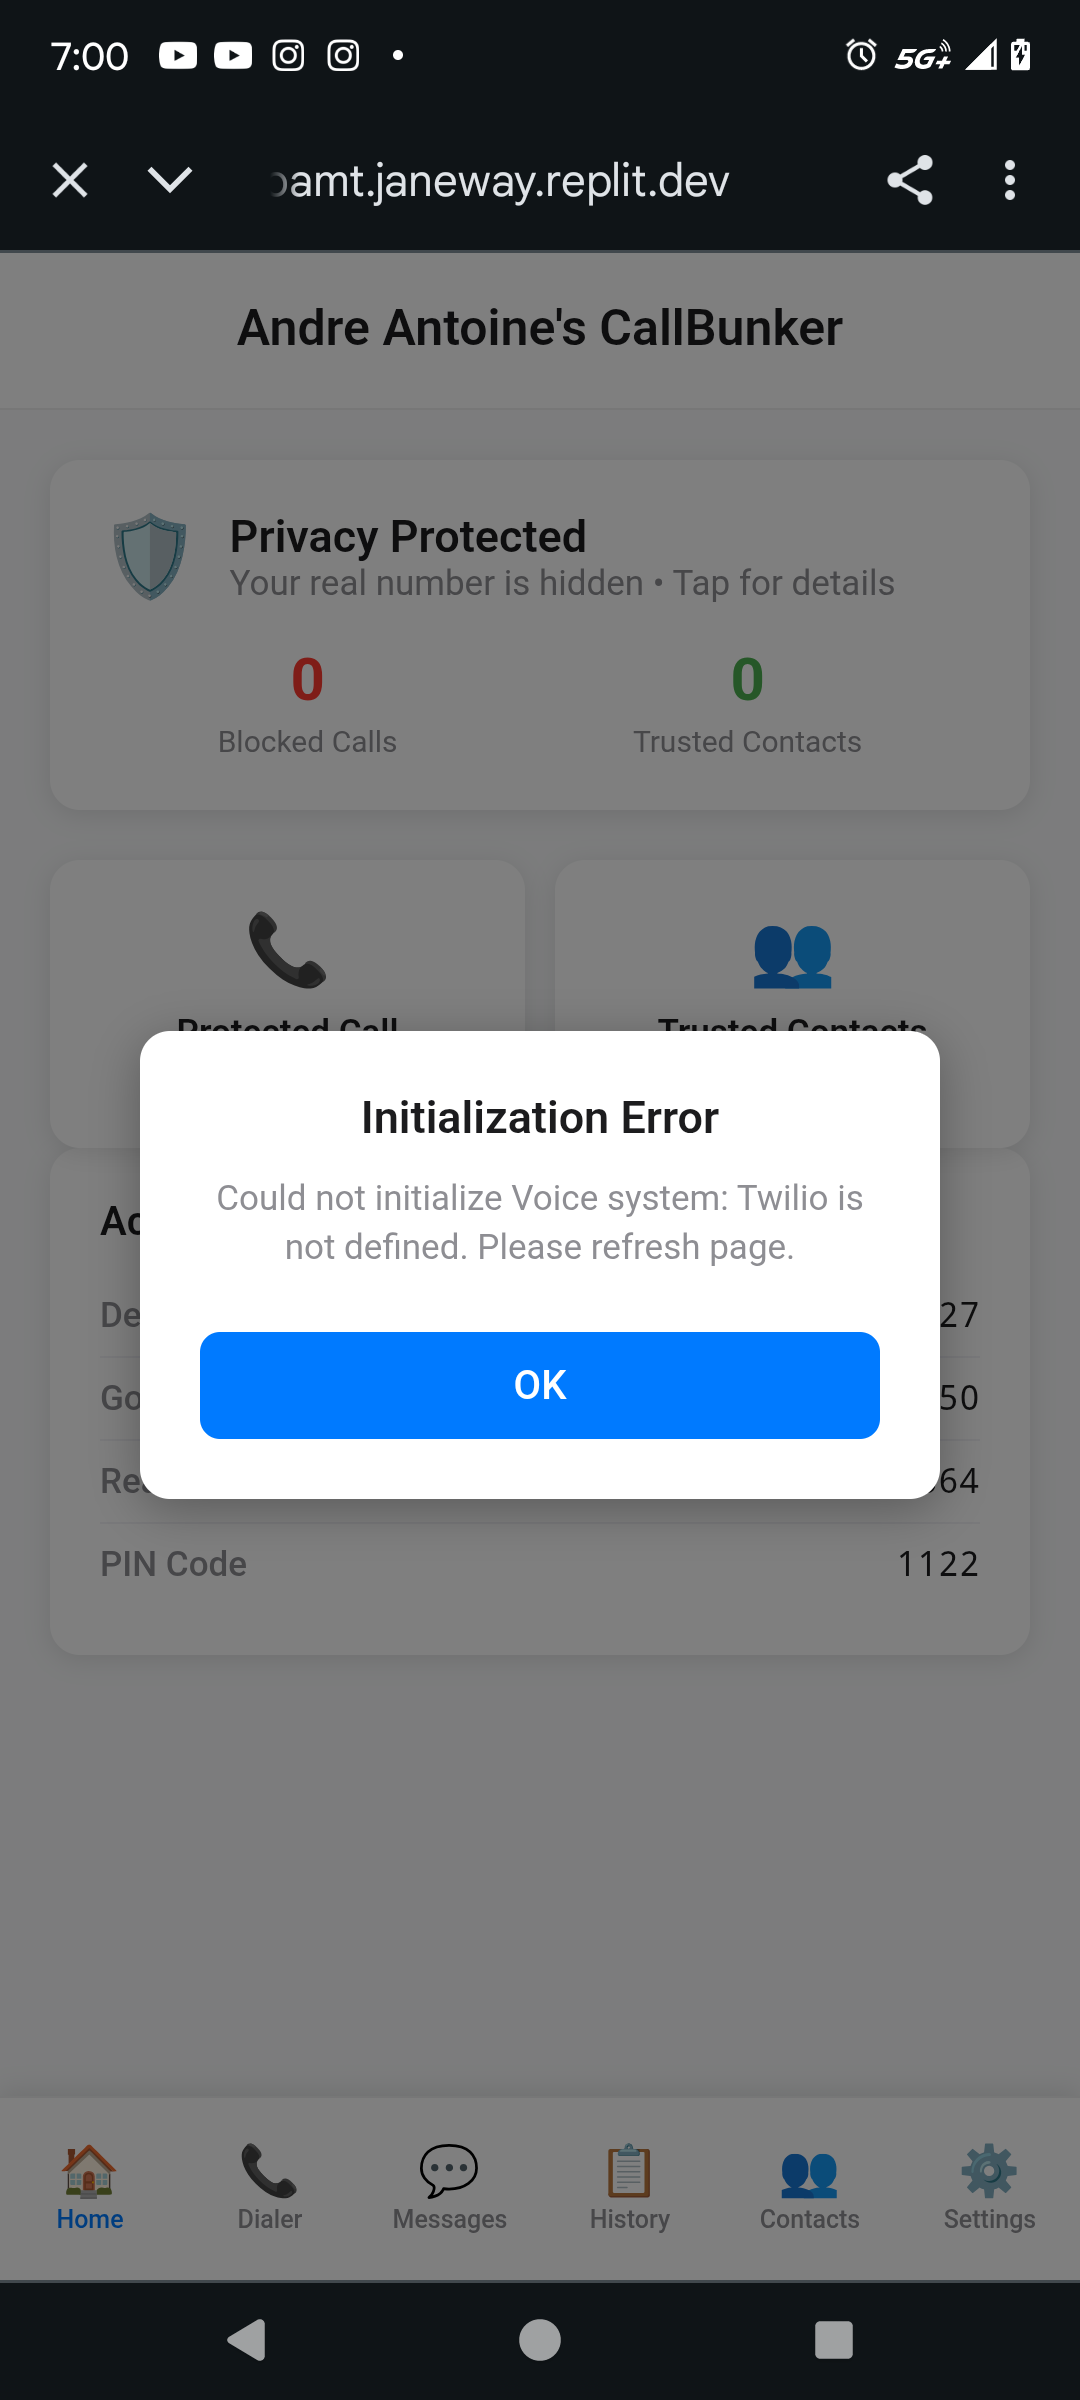 7:00
5G+
amt.janeway.replit.dev
Andre Antoine's CallBunker
Privacy Protected
Your real number is hidden • Tap for details
0
0
Blocked Calls
Trusted Contacts
Protected Call
Trusted Contacts
Initialization Error
Could not initialize Voice system: Twilio is
not defined. Please refresh page.
OK
Ac
De
27
Go
50
Re
64
PIN Code
1122
Home
Dialer
Messages
History
Contacts
Settings